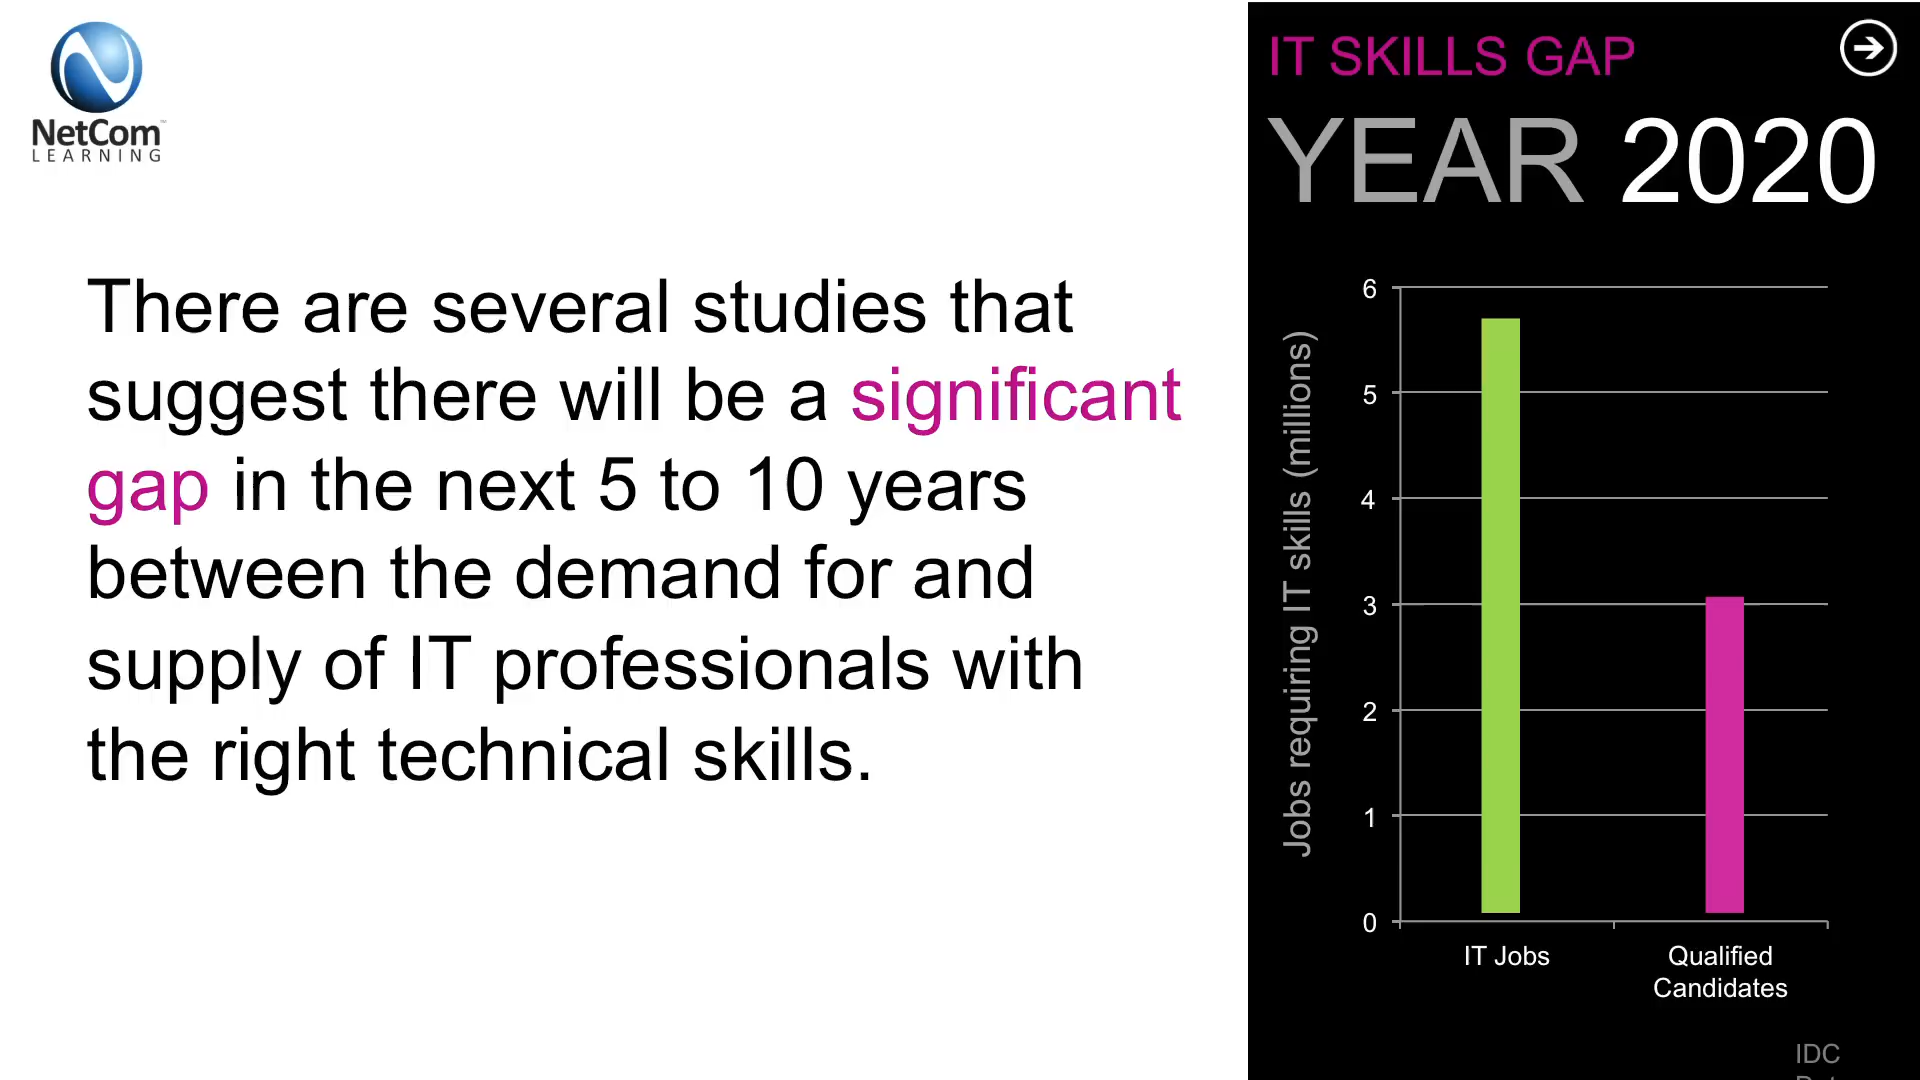 NetCom
LEARNING
There are several studies that
suggest there will be a significant
gap in the next 5 to 10 years
between the demand for and
supply of IT professionals with
the right technical skills.
IT SKILLS GAP
YEAR 2020
Jobs requiring IT skills (millions)
6
5
4
3
2
1
0
IT Jobs
Qualified
Candidates
IDC